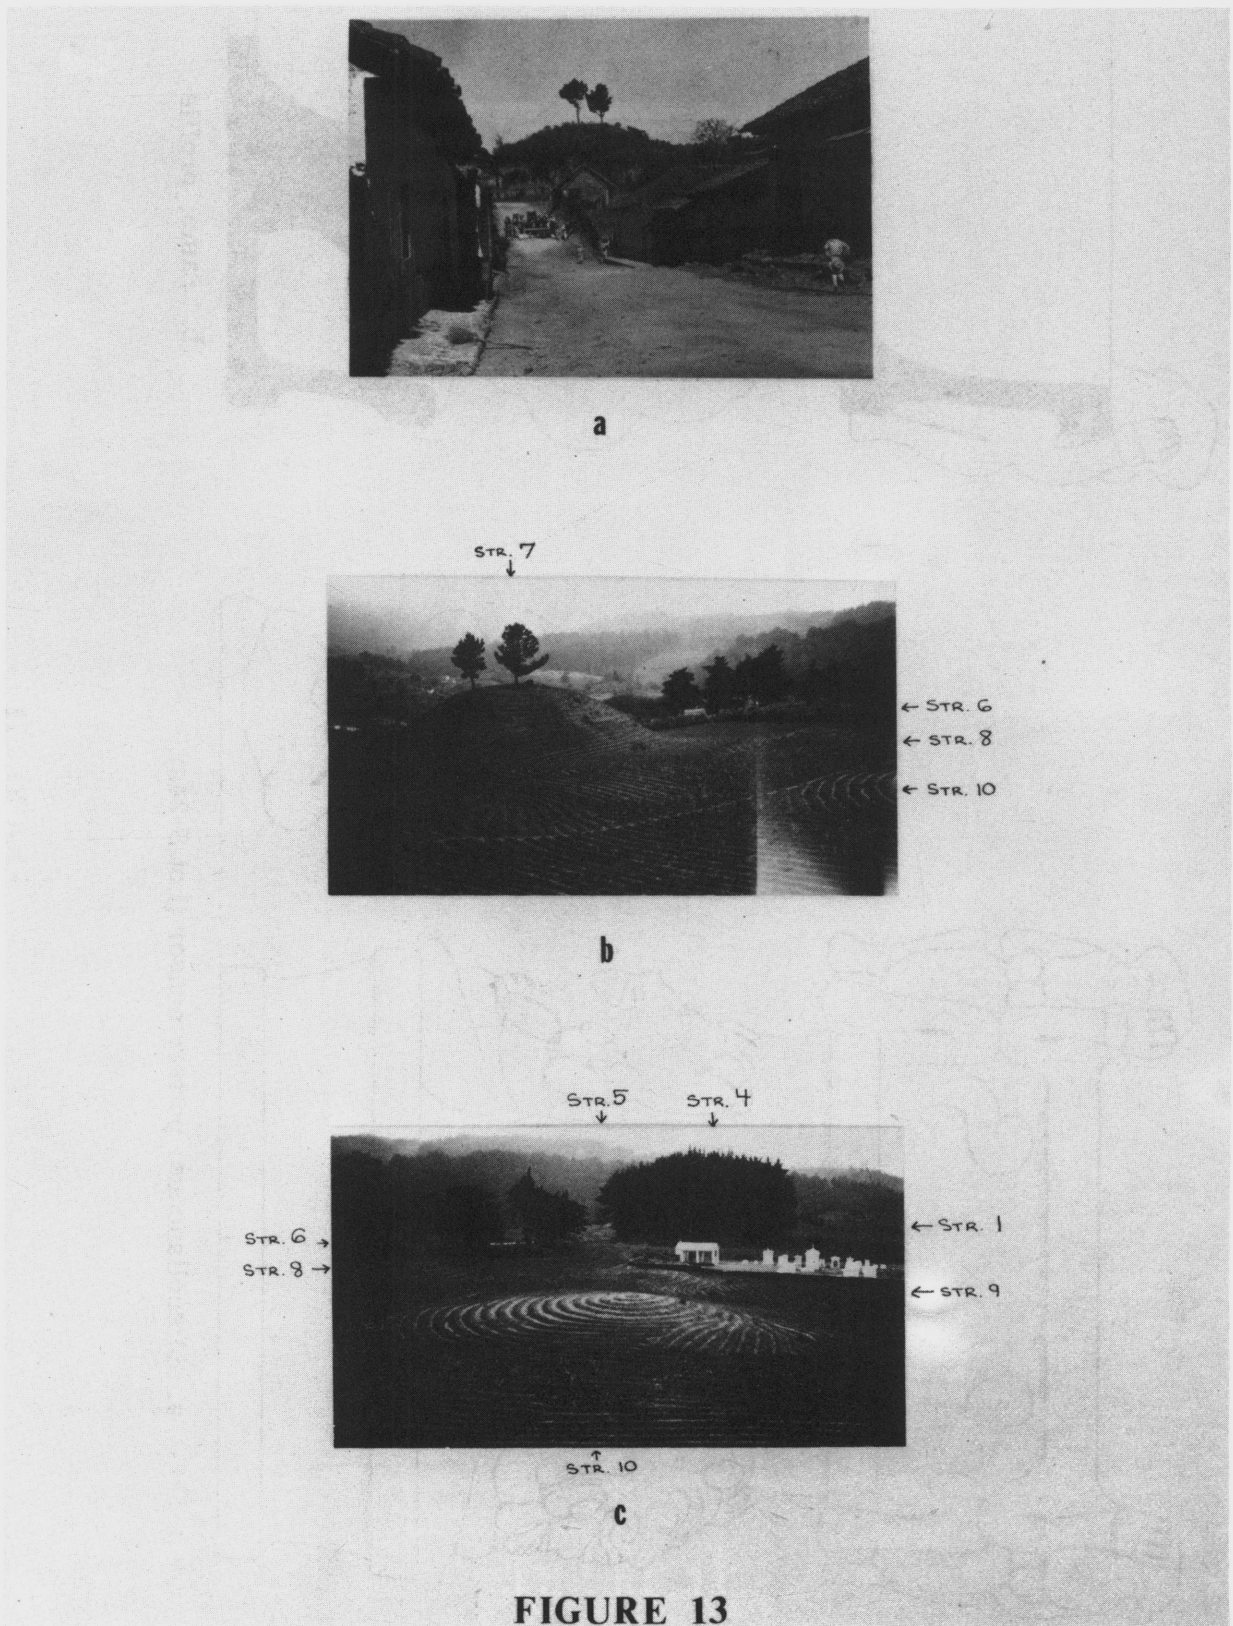 a
STR. 7
← STR. 6
← STR. 8
← STR. 10
b
STR. 5 STR. 4
← STR. 1
STR. 6 →
STR. 8 →
← STR. 9
STR. 10
c
FIGURE 13